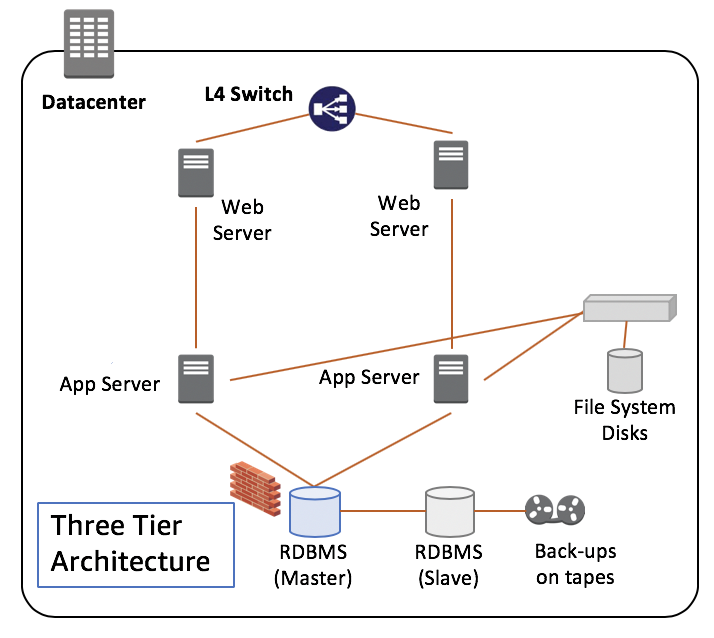 Datacenter
L4 Switch
Web
Server
Web
Server
App Server
App Server
File System
Disks
Three Tier
Architecture
RDBMS
(Master)
RDBMS
(Slave)
Back-ups
on tapes